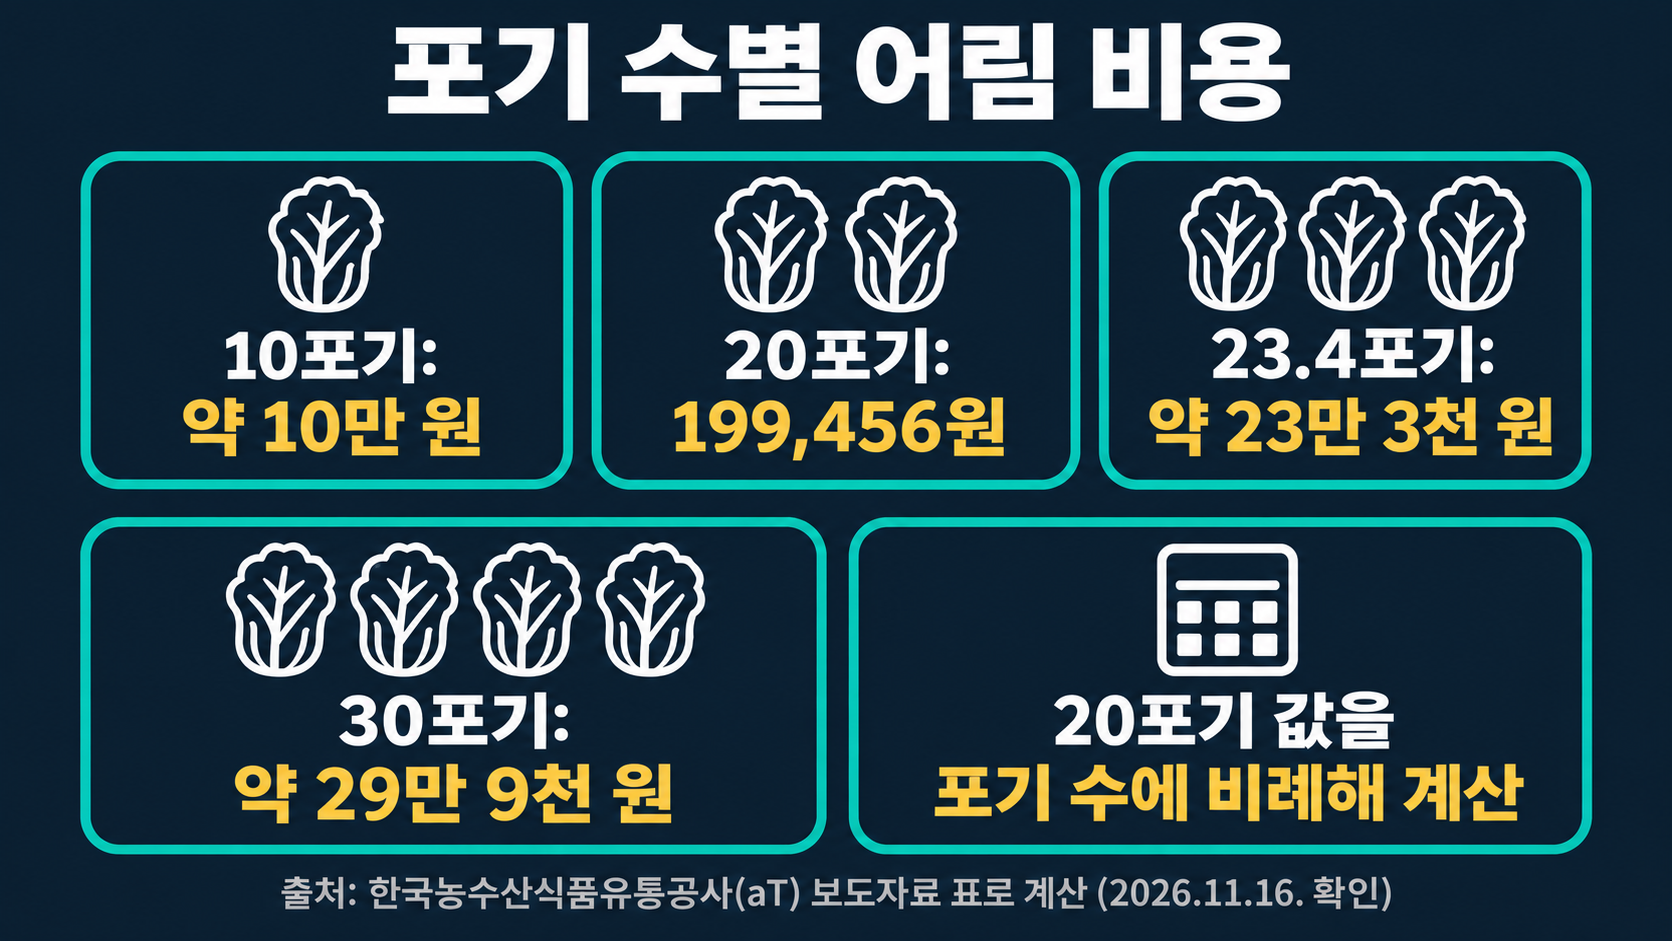 포기 수별 어림 비용
10포기:
약 10만 원
20포기:
199,456원
23.4포기:
약 23만 3천 원
30포기:
약 29만 9천 원
20포기 값을
포기 수에 비례해 계산
출처: 한국농수산식품유통공사(aT) 보도자료 표로 계산 (2026.11.16. 확인)